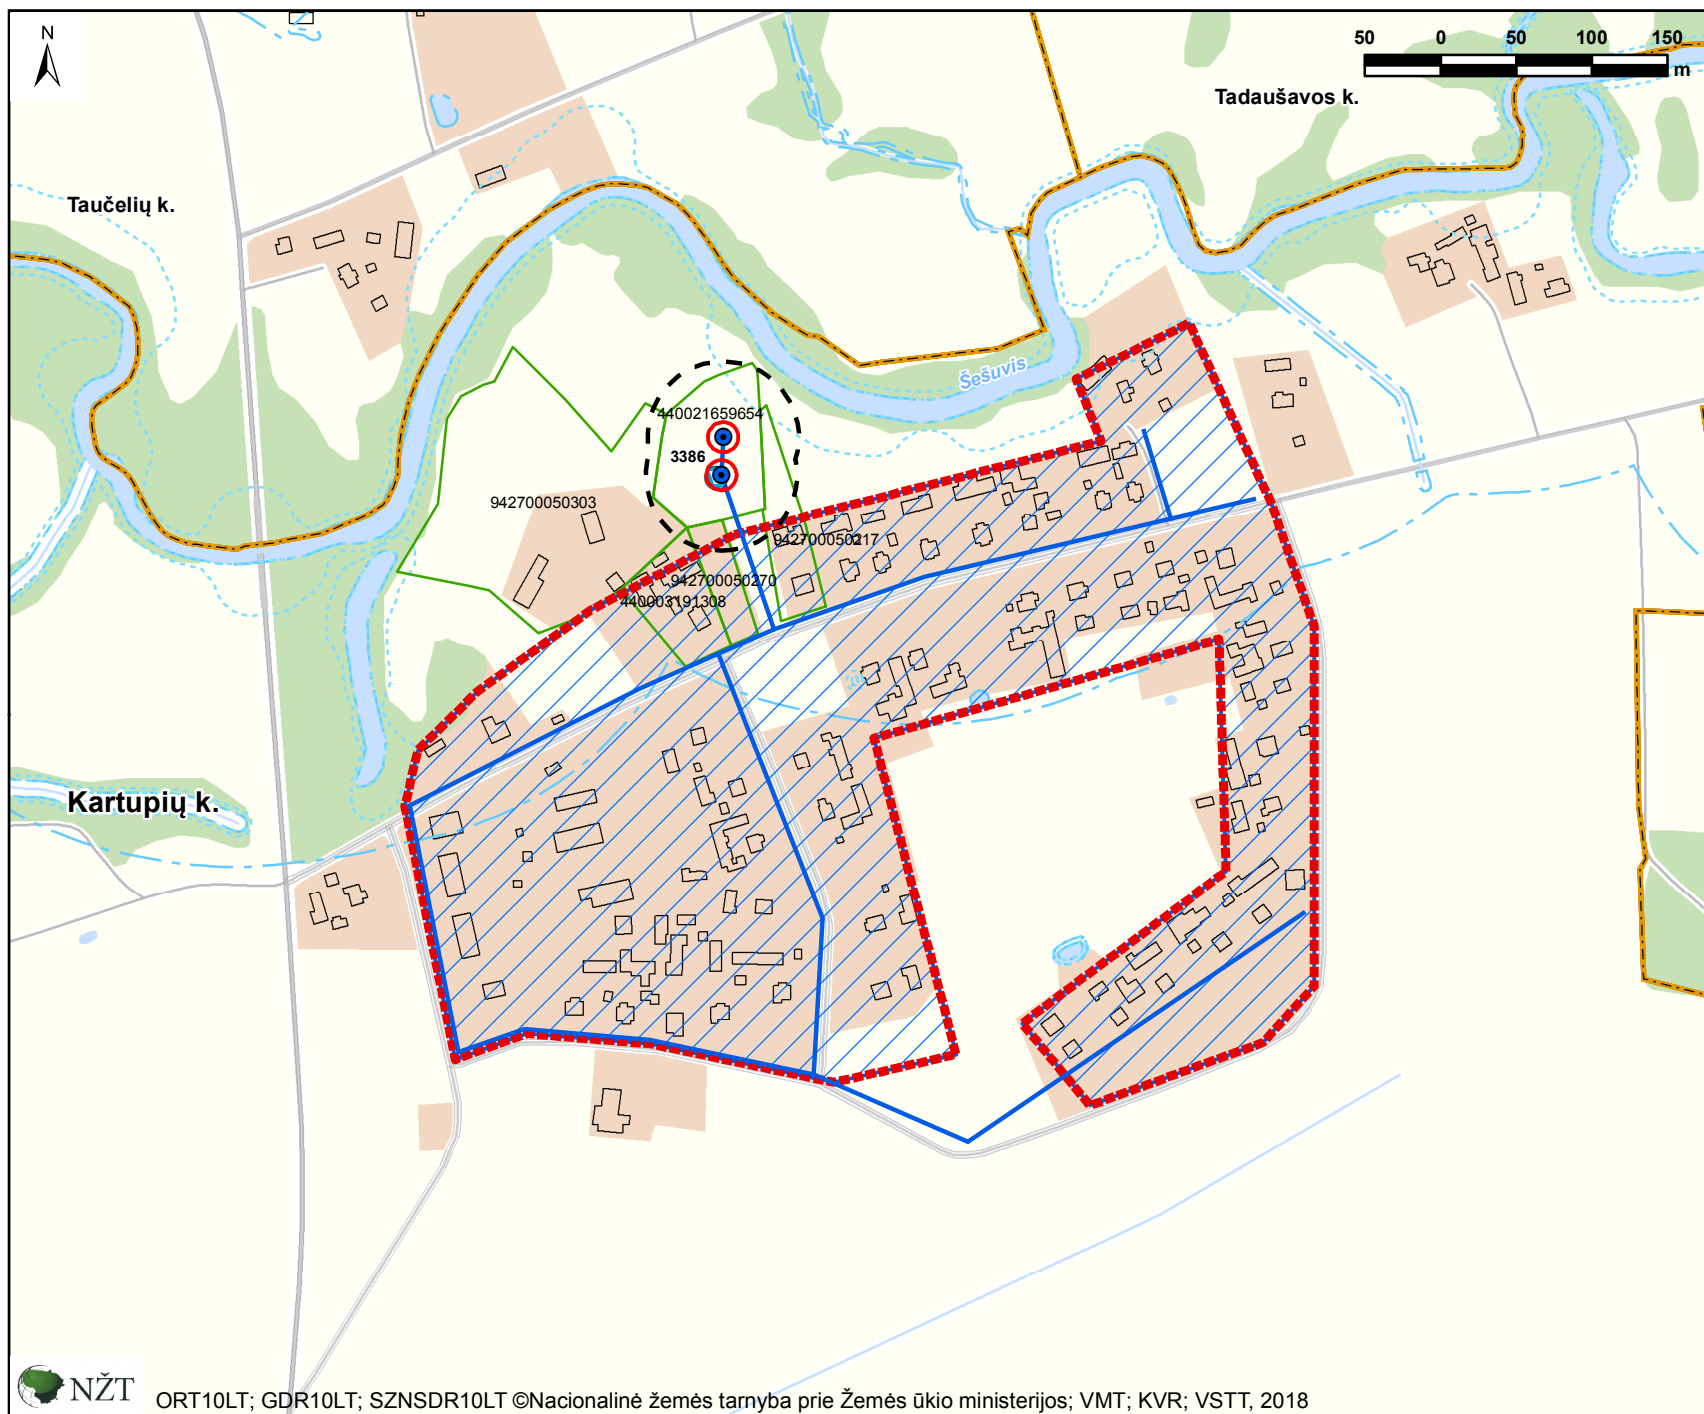 N
50 0 50 100 150
m
Tadaušavos k.
Taučelių k.
Šešuvis
440021659654
3386
942700050303
942700050217
942700050270
440003191308
Kartupių k.
NŽT
ORT10LT; GDR10LT; SZNSDR10LT ©Nacionalinė žemės tarnyba prie Žemės ūkio ministerijos; VMT; KVR; VSTT, 2018